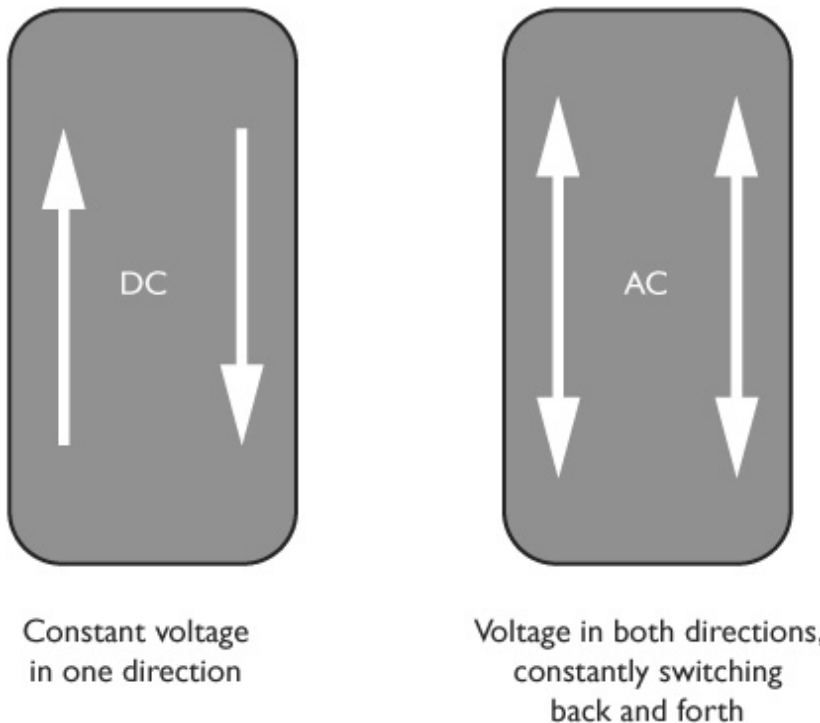 DC
AC
Constant voltage
in one direction
Voltage in both directions,
constantly switching
back and forth